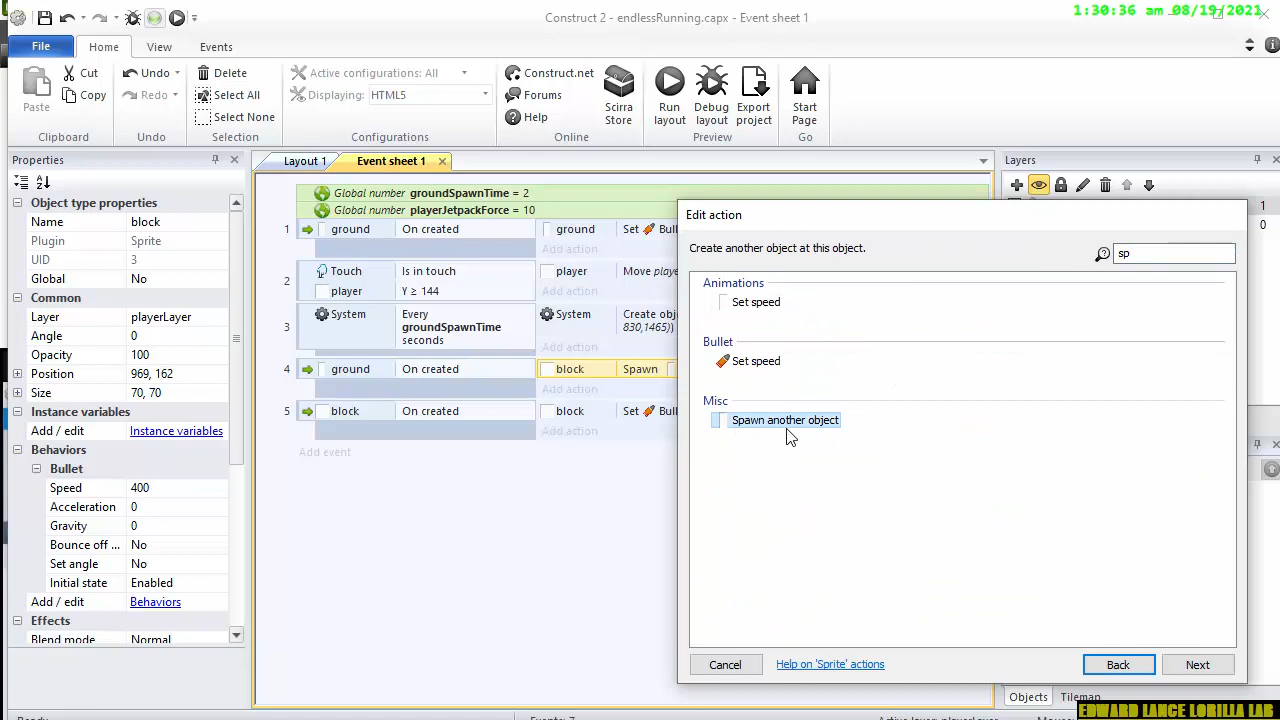 Construct 2 - endlessRunning.capx - Event sheet 1
1:30:36 am 08/19/2021
File
Home
View
Events
Paste
Cut
Copy
Clipboard
Undo
Redo
Undo
Delete
Select All
Select None
Selection
Active configurations: All
Displaying: HTML5
Configurations
Construct.net
Forums
Help
Scirra Store
Online
Run layout
Debug layout
Export project
Preview
Start Page
Go
Properties
Object type properties
Name block
Plugin Sprite
UID 3
Global No
Common
Layer playerLayer
Angle 0
Opacity 100
Position 969, 162
Size 70, 70
Instance variables
Add / edit Instance variables
Behaviors
Bullet
Speed 400
Acceleration 0
Gravity 0
Bounce off ... No
Set angle No
Initial state Enabled
Add / edit Behaviors
Effects
Blend mode Normal
Layout 1
Event sheet 1
Global number groundSpawnTime = 2
Global number playerJetpackForce = 10
1 ground On created ground Set Bul
Add action
2 Touch Is in touch player Move playe
player Y ≥ 144 Add action
3 System Every groundSpawnTime seconds System Create obje
830,1465))
Add action
4 ground On created block Spawn
Add action
5 block On created block Set Bul
Add action
Add event
Layers
1
0
Edit action
Create another object at this object.
sp
Animations
Set speed
Bullet
Set speed
Misc
Spawn another object
Cancel
Help on 'Sprite' actions
Back
Next
Objects
Tilemap
EDWARD LANCE LORILLA LAB